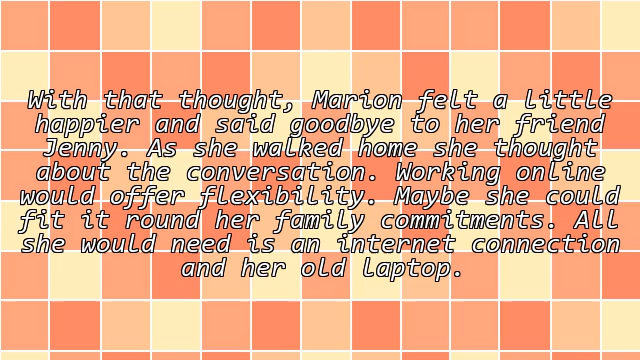 With that thought, Marion felt a little
happier and said goodbye to her friend
Jenny. As she walked home she thought
about the conversation. Working online
would offer flexibility. Maybe she could
fit it round her family commitments. All
she would need is an internet connection
and her old laptop.